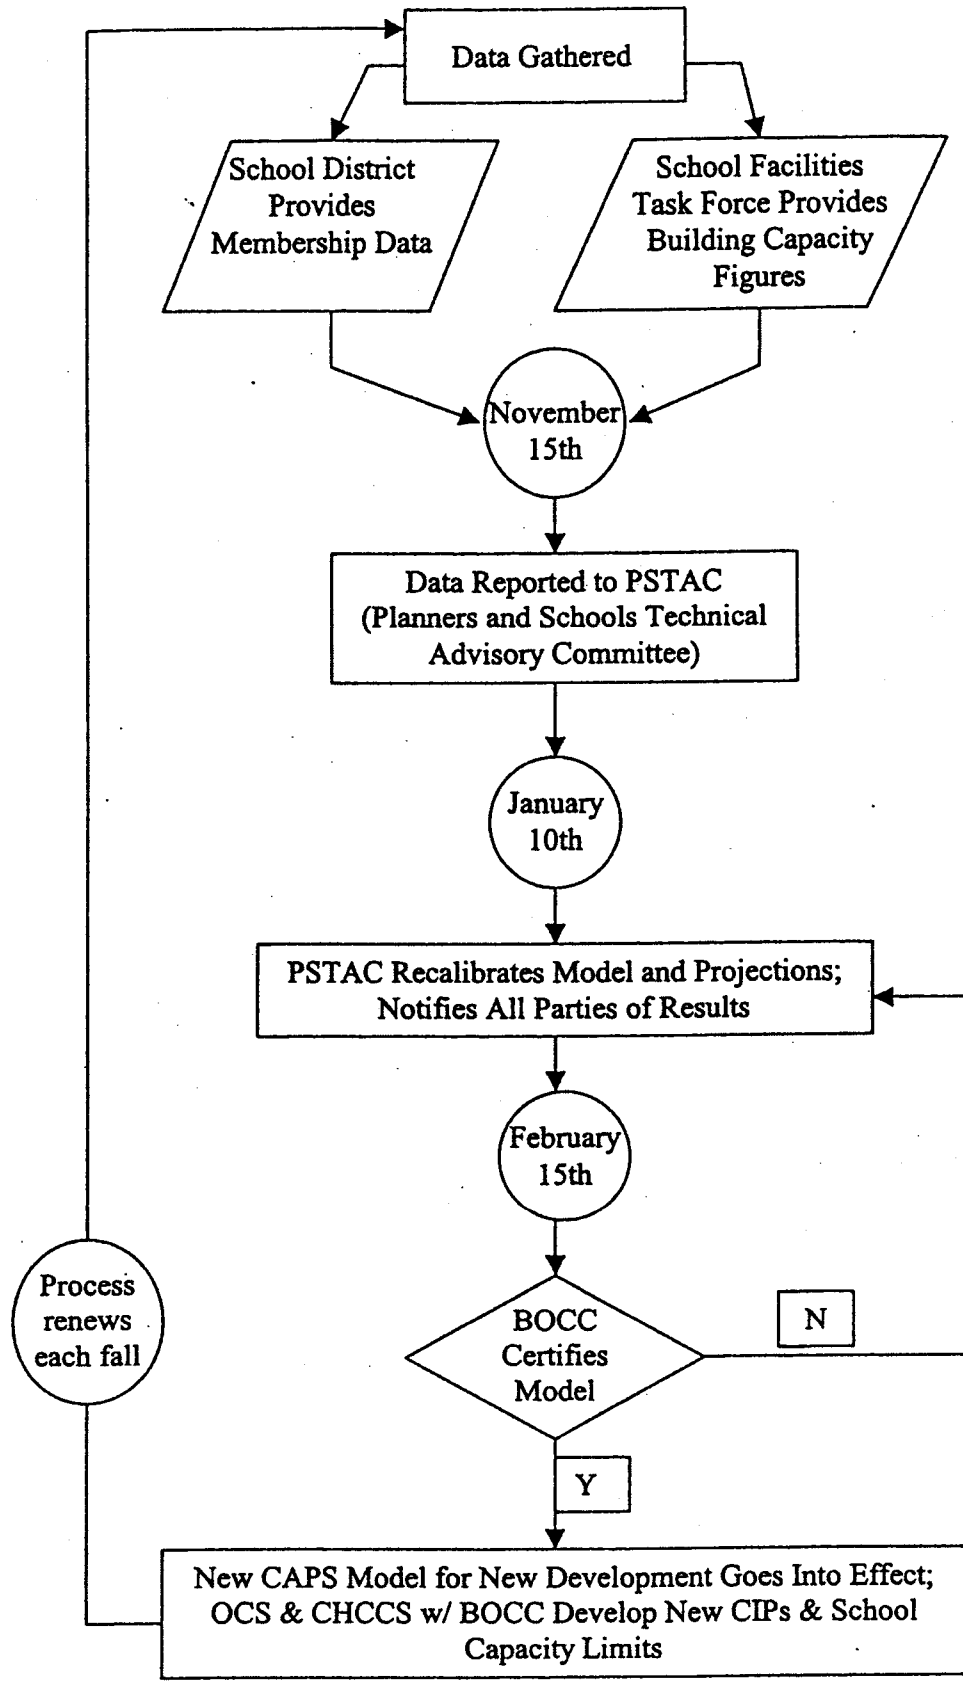 Data Gathered
School District
Provides
Membership Data
School Facilities
Task Force Provides
Building Capacity
Figures
November
15th
Data Reported to PSTAC
(Planners and Schools Technical
Advisory Committee)
January
10th
PSTAC Recalibrates Model and Projections;
Notifies All Parties of Results
February
15th
BOCC
Certifies
Model
N
Y
Process
renews
each fall
New CAPS Model for New Development Goes Into Effect;
OCS & CHCCS w/ BOCC Develop New CIPs & School
Capacity Limits